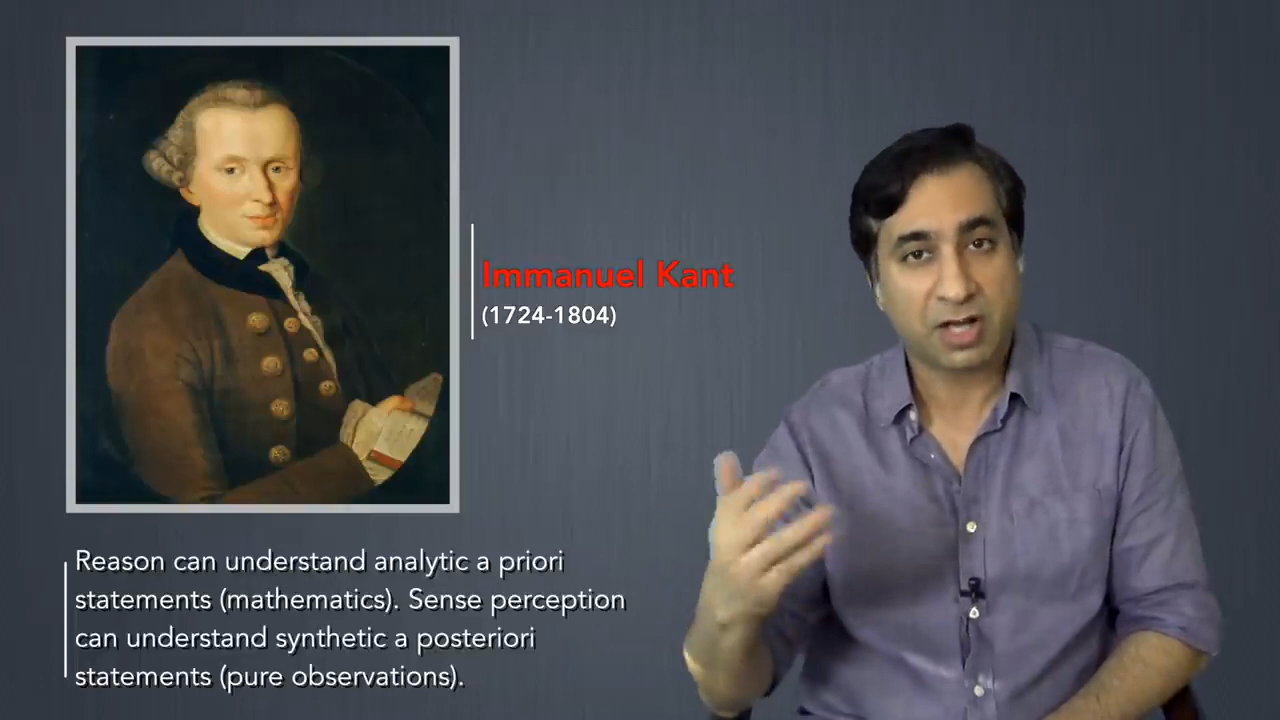 Immanuel Kant
(1724-1804)
Reason can understand analytic a priori
statements (mathematics). Sense perception
can understand synthetic a posteriori
statements (pure observations).